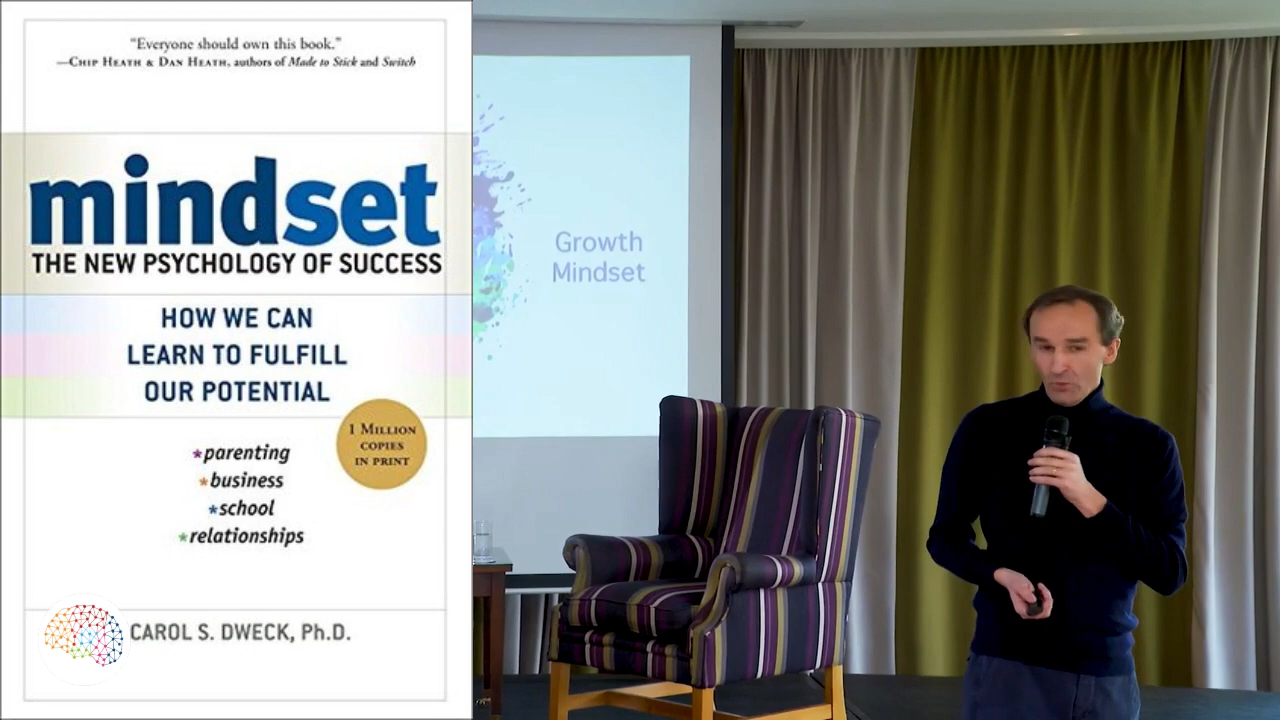 “Everyone should own this book.”
—CHIP HEATH & DAN HEATH, authors of Made to Stick and Switch
mindset
THE NEW PSYCHOLOGY OF SUCCESS
HOW WE CAN
LEARN TO FULFILL
OUR POTENTIAL
1 MILLION
COPIES
IN PRINT
*parenting
*business
*school
*relationships
CAROL S. DWECK, Ph.D.
Growth
Mindset